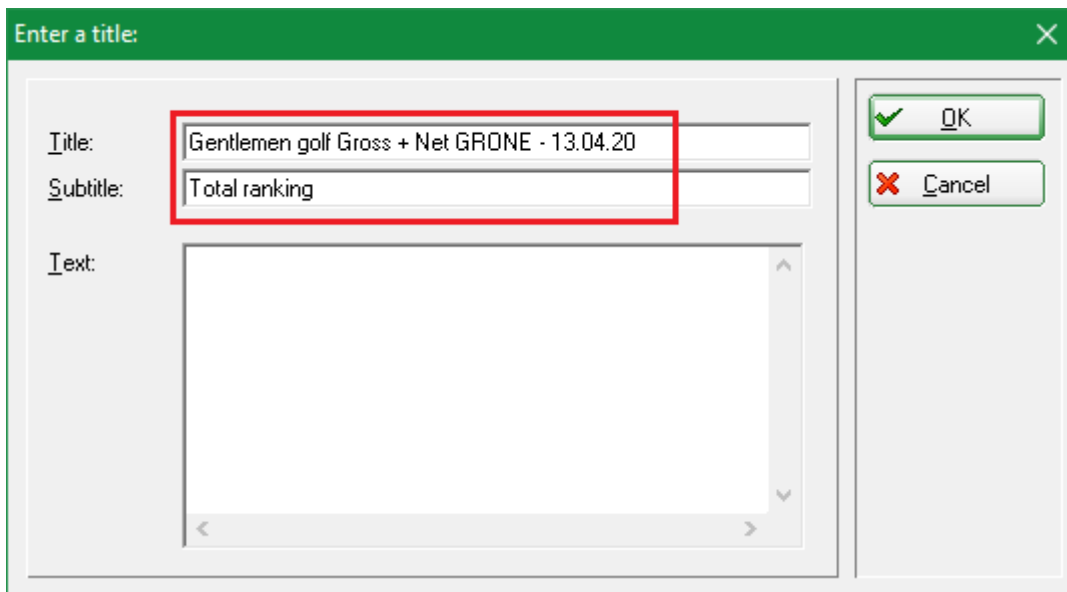 Enter a title:
Title: Gentlemen golf Gross + Net GRONE - 13.04.20
Subtitle: Total ranking
Text:
OK
Cancel